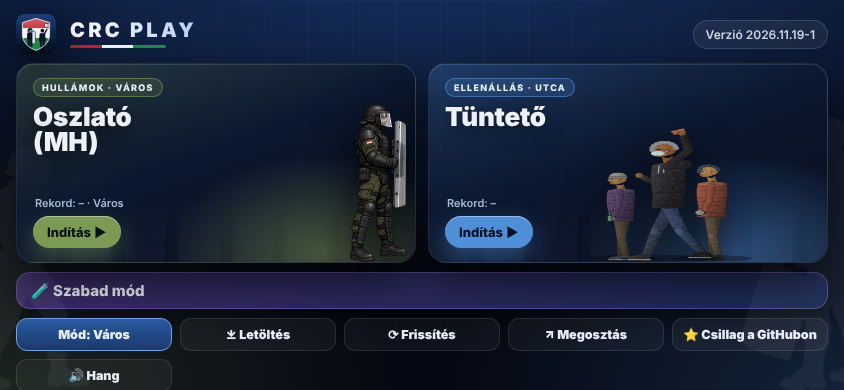 CRC PLAY
Verzió 2026.11.19-1
HULLÁMOK · VÁROS
Oszlató
(MH)
Rekord: – · Város
Indítás ▶
ELLENÁLLÁS · UTCA
Tüntető
Rekord: –
Indítás ▶
🧪 Szabad mód
Mód: Város
Letöltés
⟳ Frissítés
Megosztás
⭐ Csillag a GitHubon
🔊 Hang